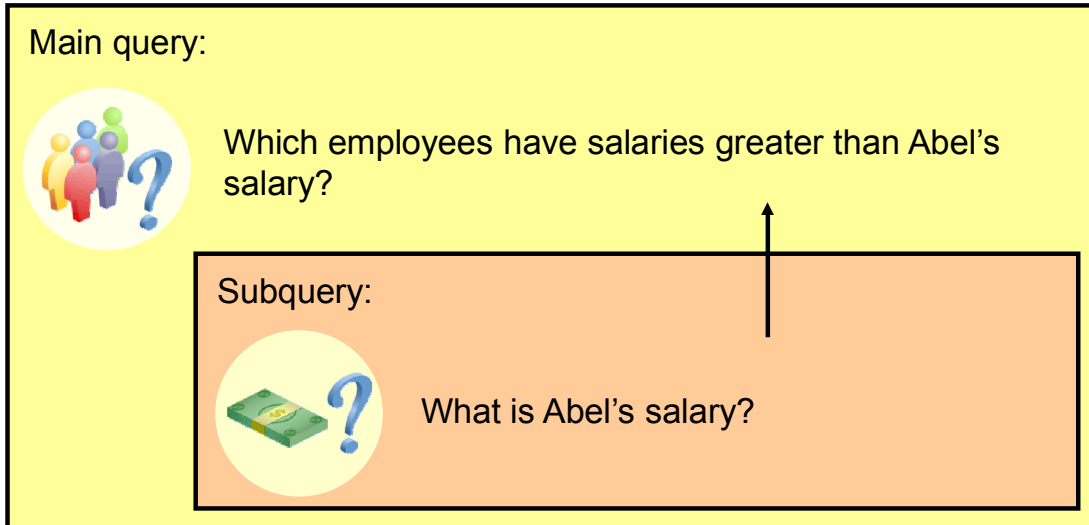 Main query:
Which employees have salaries greater than Abel’s
salary?
Subquery:
What is Abel’s salary?